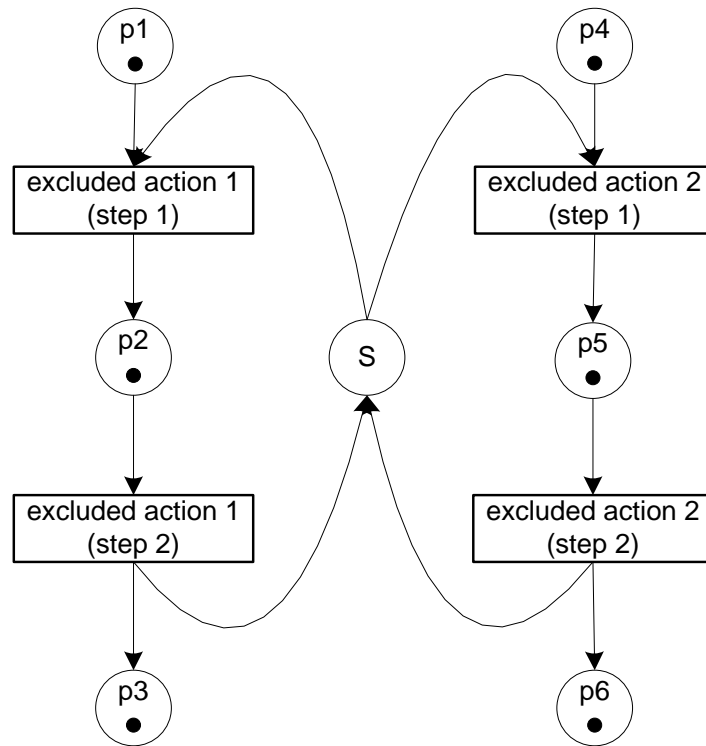 p1
p4
excluded action 1
(step 1)
excluded action 2
(step 1)
p2
S
p5
excluded action 1
(step 2)
excluded action 2
(step 2)
p3
p6